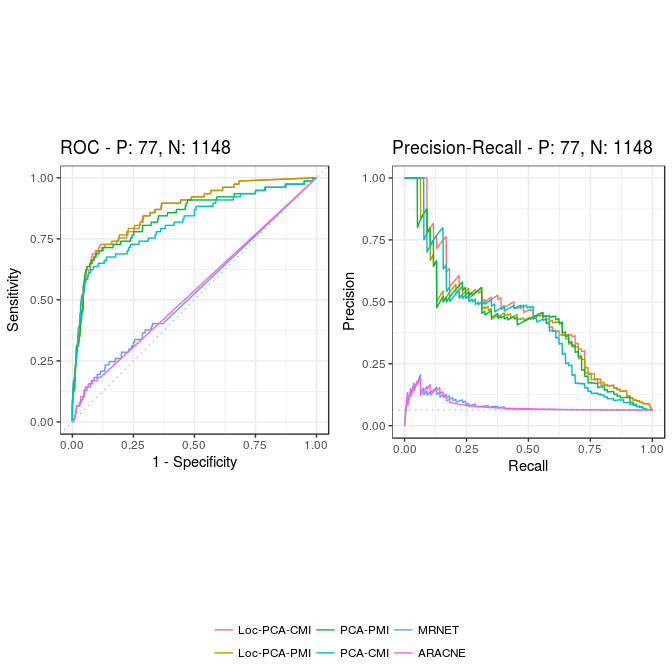 ROC - P: 77, N: 1148
Precision-Recall - P: 77, N: 1148
Sensitivity
1.00
0.75
0.50
0.25
0.00
0.00 0.25 0.50 0.75 1.00
1 - Specificity
Precision
1.00
0.75
0.50
0.25
0.00
0.00 0.25 0.50 0.75 1.00
Recall
Loc-PCA-CMI PCA-PMI MRNET
Loc-PCA-PMI PCA-CMI ARACNE